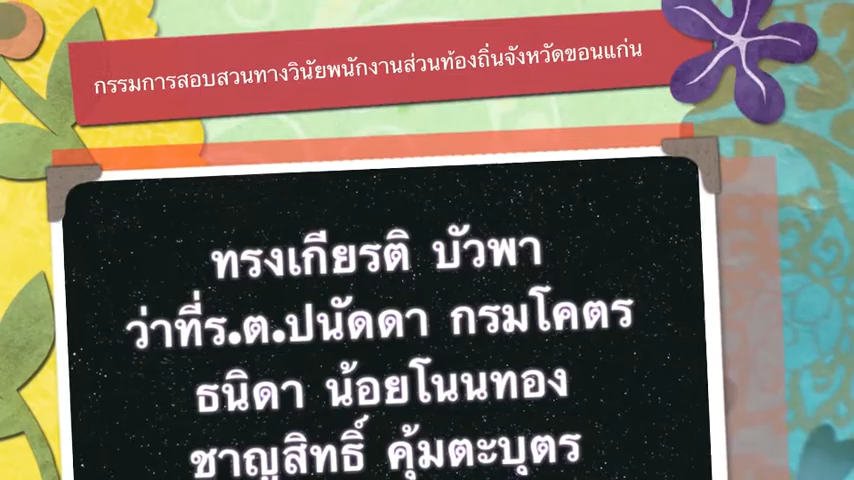 กรรมการสอบสวนทางวินัยพนักงานส่วนท้องถิ่นจังหวัดขอนแก่น
ทรงเกียรติ บัวพา
ว่าที่ร.ต.ปนัดดา กรมโคตร
ธนิดา น้อยโนนทอง
ชาญสิทธิ์ คุ้มตะบุตร